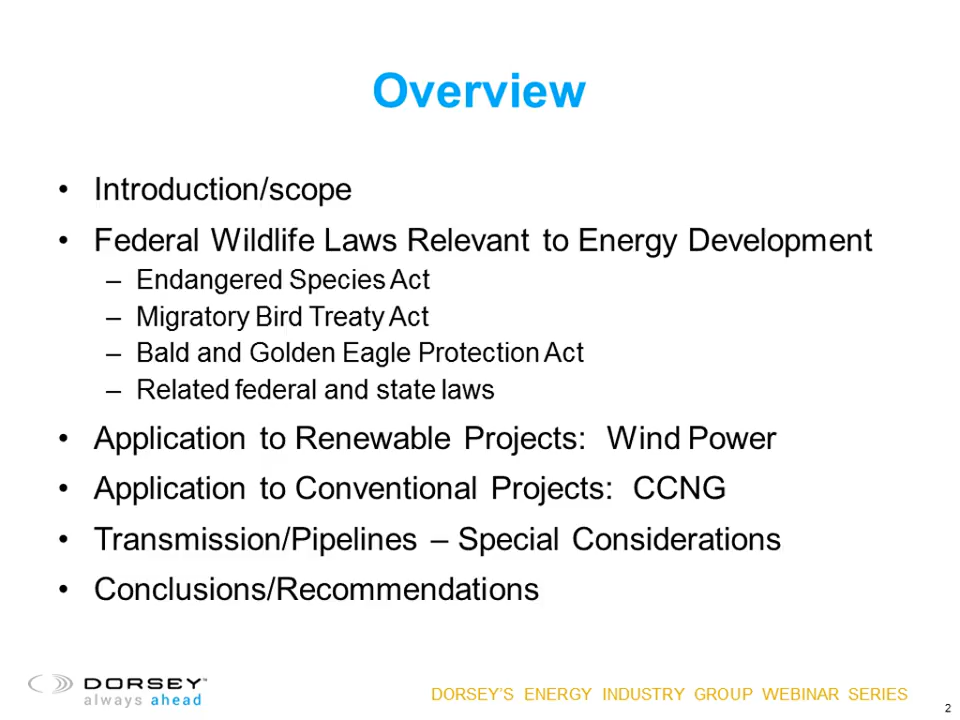 Overview
• Introduction/scope
• Federal Wildlife Laws Relevant to Energy Development
– Endangered Species Act
– Migratory Bird Treaty Act
– Bald and Golden Eagle Protection Act
– Related federal and state laws
• Application to Renewable Projects: Wind Power
• Application to Conventional Projects: CCNG
• Transmission/Pipelines – Special Considerations
• Conclusions/Recommendations
DORSEY™
always ahead
DORSEY'S ENERGY INDUSTRY GROUP WEBINAR SERIES
2